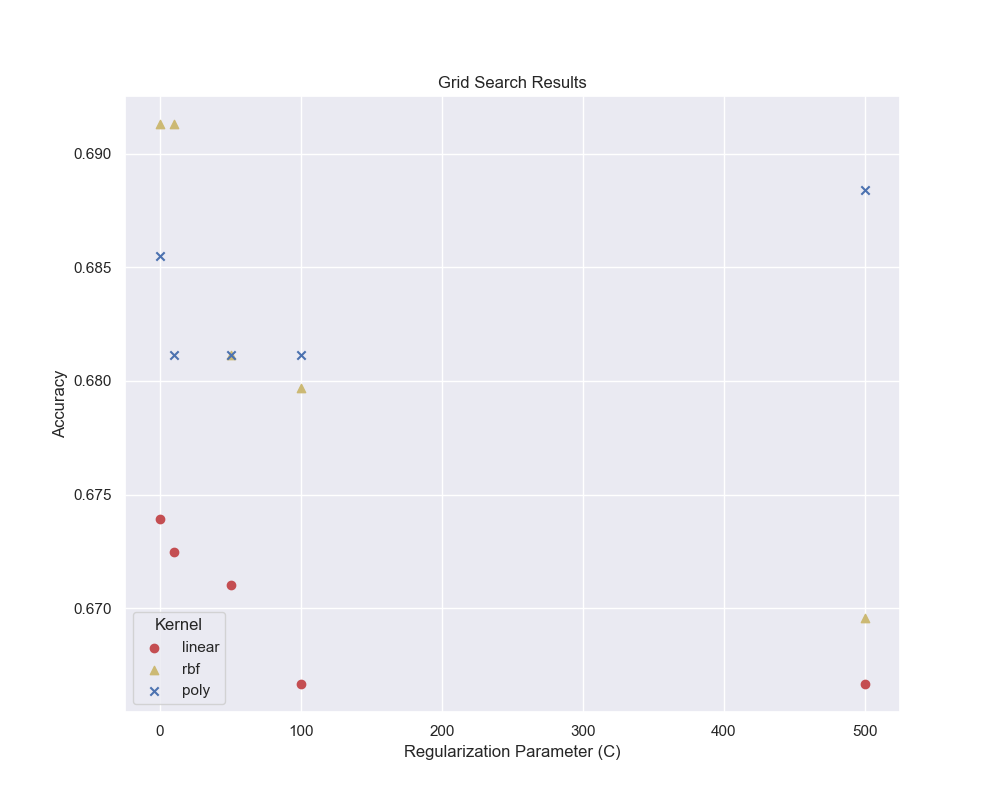 Grid Search Results
0.690
0.685
0.680
0.675
0.670
Accuracy
Kernel
linear
rbf
poly
0 100 200 300 400 500
Regularization Parameter (C)